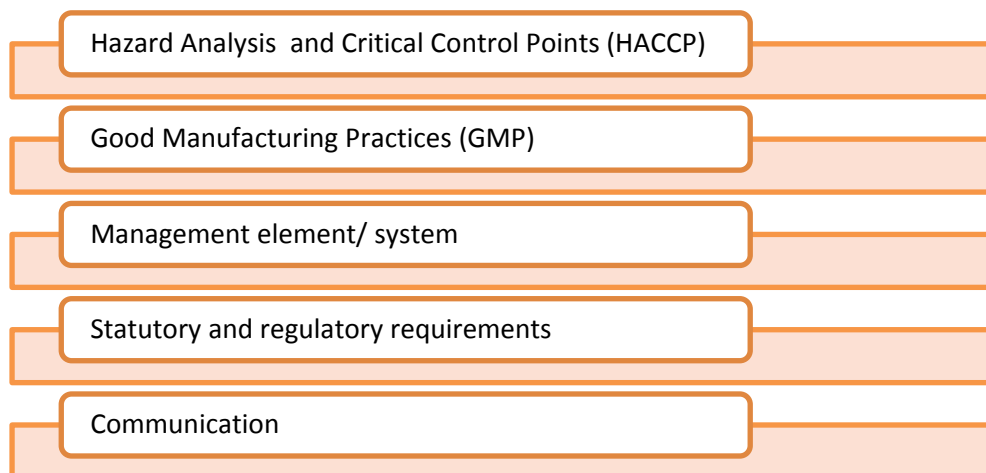 Hazard Analysis  and Critical Control Points (HACCP)
Good Manufacturing Practices (GMP)
Management element/ system
Statutory and regulatory requirements
Communication